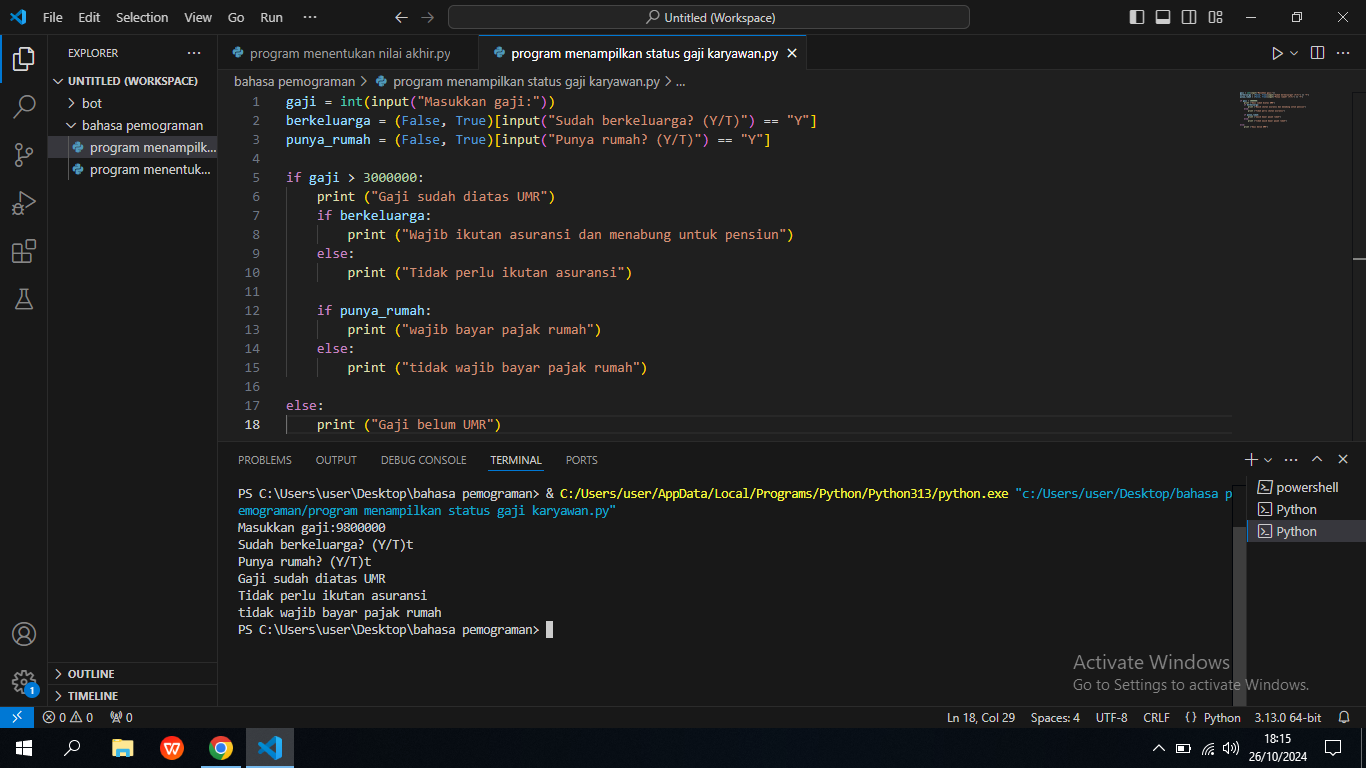 File Edit Selection View Go Run ··· Untitled (Workspace)
EXPLORER ···
UNTITLED (WORKSPACE)
bot
bahasa pemograman
program menampilk...
program menentuk...
OUTLINE
TIMELINE
program menentukan nilai akhir.py
program menampilkan status gaji karyawan.py
bahasa pemograman > program menampilkan status gaji karyawan.py > ...
1 gaji = int(input("Masukkan gaji:"))
2 berkeluarga = (False, True)[input("Sudah berkeluarga? (Y/T)") == "Y"]
3 punya_rumah = (False, True)[input("Punya rumah? (Y/T)") == "Y"]
4
5 if gaji > 3000000:
6     print ("Gaji sudah diatas UMR")
7     if berkeluarga:
8         print ("Wajib ikutan asuransi dan menabung untuk pensiun")
9     else:
10         print ("Tidak perlu ikutan asuransi")
11
12     if punya_rumah:
13         print ("wajib bayar pajak rumah")
14     else:
15         print ("tidak wajib bayar pajak rumah")
16
17 else:
18     print ("Gaji belum UMR")
PROBLEMS OUTPUT DEBUG CONSOLE TERMINAL PORTS
PS C:\Users\user\Desktop\bahasa pemograman> & C:/Users/user/AppData/Local/Programs/Python/Python313/python.exe "c:/Users/user/Desktop/bahasa p
emograman/program menampilkan status gaji karyawan.py"
Masukkan gaji:9800000
Sudah berkeluarga? (Y/T)t
Punya rumah? (Y/T)t
Gaji sudah diatas UMR
Tidak perlu ikutan asuransi
tidak wajib bayar pajak rumah
PS C:\Users\user\Desktop\bahasa pemograman>
powershell
Python
Python
Activate Windows
Go to Settings to activate Windows.
1
0 0 0 Ln 18, Col 29 Spaces: 4 UTF-8 CRLF {} Python 3.13.0 64-bit
W 18:15
26/10/2024